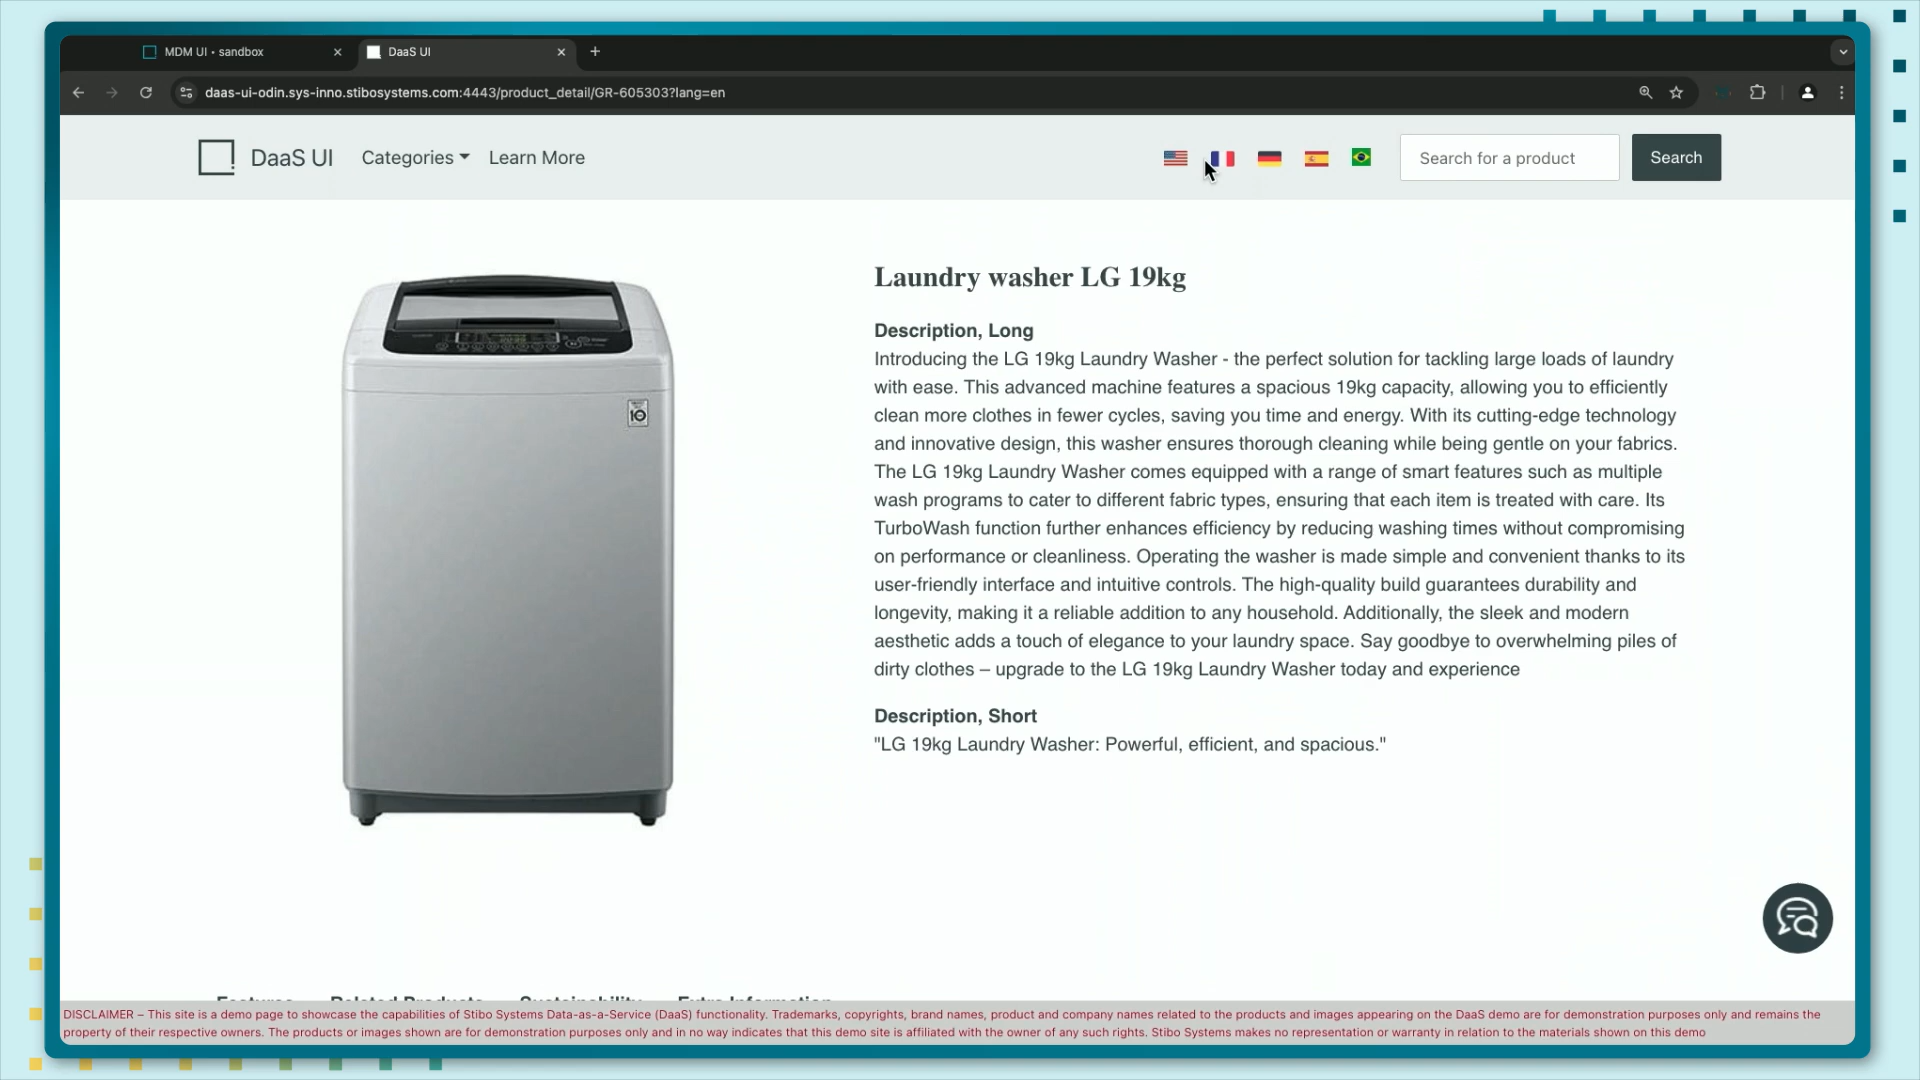 MDM UI • sandbox
DaaS UI
daas-ui-odin.sys-inno.stibosystems.com:4443/product_detail/GR-605303?lang=en
DaaS UI
Categories
Learn More
Search for a product
Search
Laundry washer LG 19kg
Description, Long
Introducing the LG 19kg Laundry Washer - the perfect solution for tackling large loads of laundry
with ease. This advanced machine features a spacious 19kg capacity, allowing you to efficiently
clean more clothes in fewer cycles, saving you time and energy. With its cutting-edge technology
and innovative design, this washer ensures thorough cleaning while being gentle on your fabrics.
The LG 19kg Laundry Washer comes equipped with a range of smart features such as multiple
wash programs to cater to different fabric types, ensuring that each item is treated with care. Its
TurboWash function further enhances efficiency by reducing washing times without compromising
on performance or cleanliness. Operating the washer is made simple and convenient thanks to its
user-friendly interface and intuitive controls. The high-quality build guarantees durability and
longevity, making it a reliable addition to any household. Additionally, the sleek and modern
aesthetic adds a touch of elegance to your laundry space. Say goodbye to overwhelming piles of
dirty clothes – upgrade to the LG 19kg Laundry Washer today and experience
Description, Short
"LG 19kg Laundry Washer: Powerful, efficient, and spacious."
10
Features
Related Products
Sustainability
Extra Information
DISCLAIMER – This site is a demo page to showcase the capabilities of Stibo Systems Data-as-a-Service (DaaS) functionality. Trademarks, copyrights, brand names, product and company names related to the products and images appearing on the DaaS demo are for demonstration purposes only and remains the
property of their respective owners. The products or images shown are for demonstration purposes only and in no way indicates that this demo site is affiliated with the owner of any such rights. Stibo Systems makes no representation or warranty in relation to the materials shown on this demo